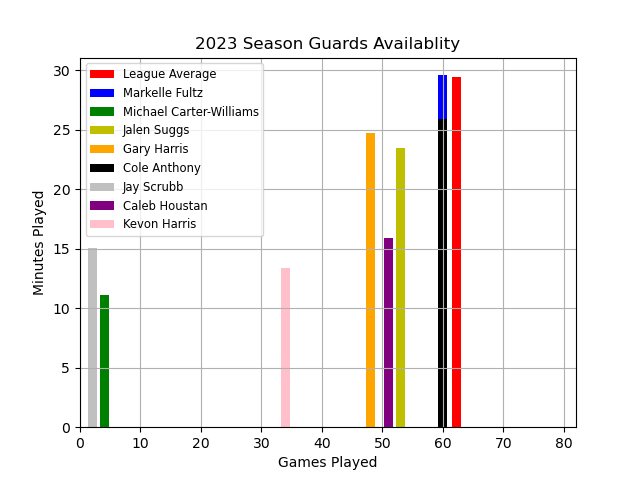 2023 Season Guards Availablity
League Average
Markelle Fultz
Michael Carter-Williams
Jalen Suggs
Gary Harris
Cole Anthony
Jay Scrubb
Caleb Houstan
Kevon Harris
Minutes Played
30
25
20
15
10
5
0
0 10 20 30 40 50 60 70 80
Games Played